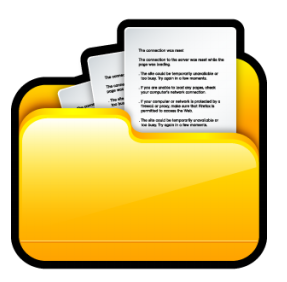 The connection was reset
The connection to the server was reset while the
page was loading.
· The site could be temporarily unavailable or
too busy. Try again in a few moments.
· If you are unable to load any pages, check
your computer's network connection
· If your computer or network is protected by a
firewall or proxy, make sure that Firefox is
permitted to access the Web.
· The site could be temporarily unavailable or
too busy. Try again in a few moments.